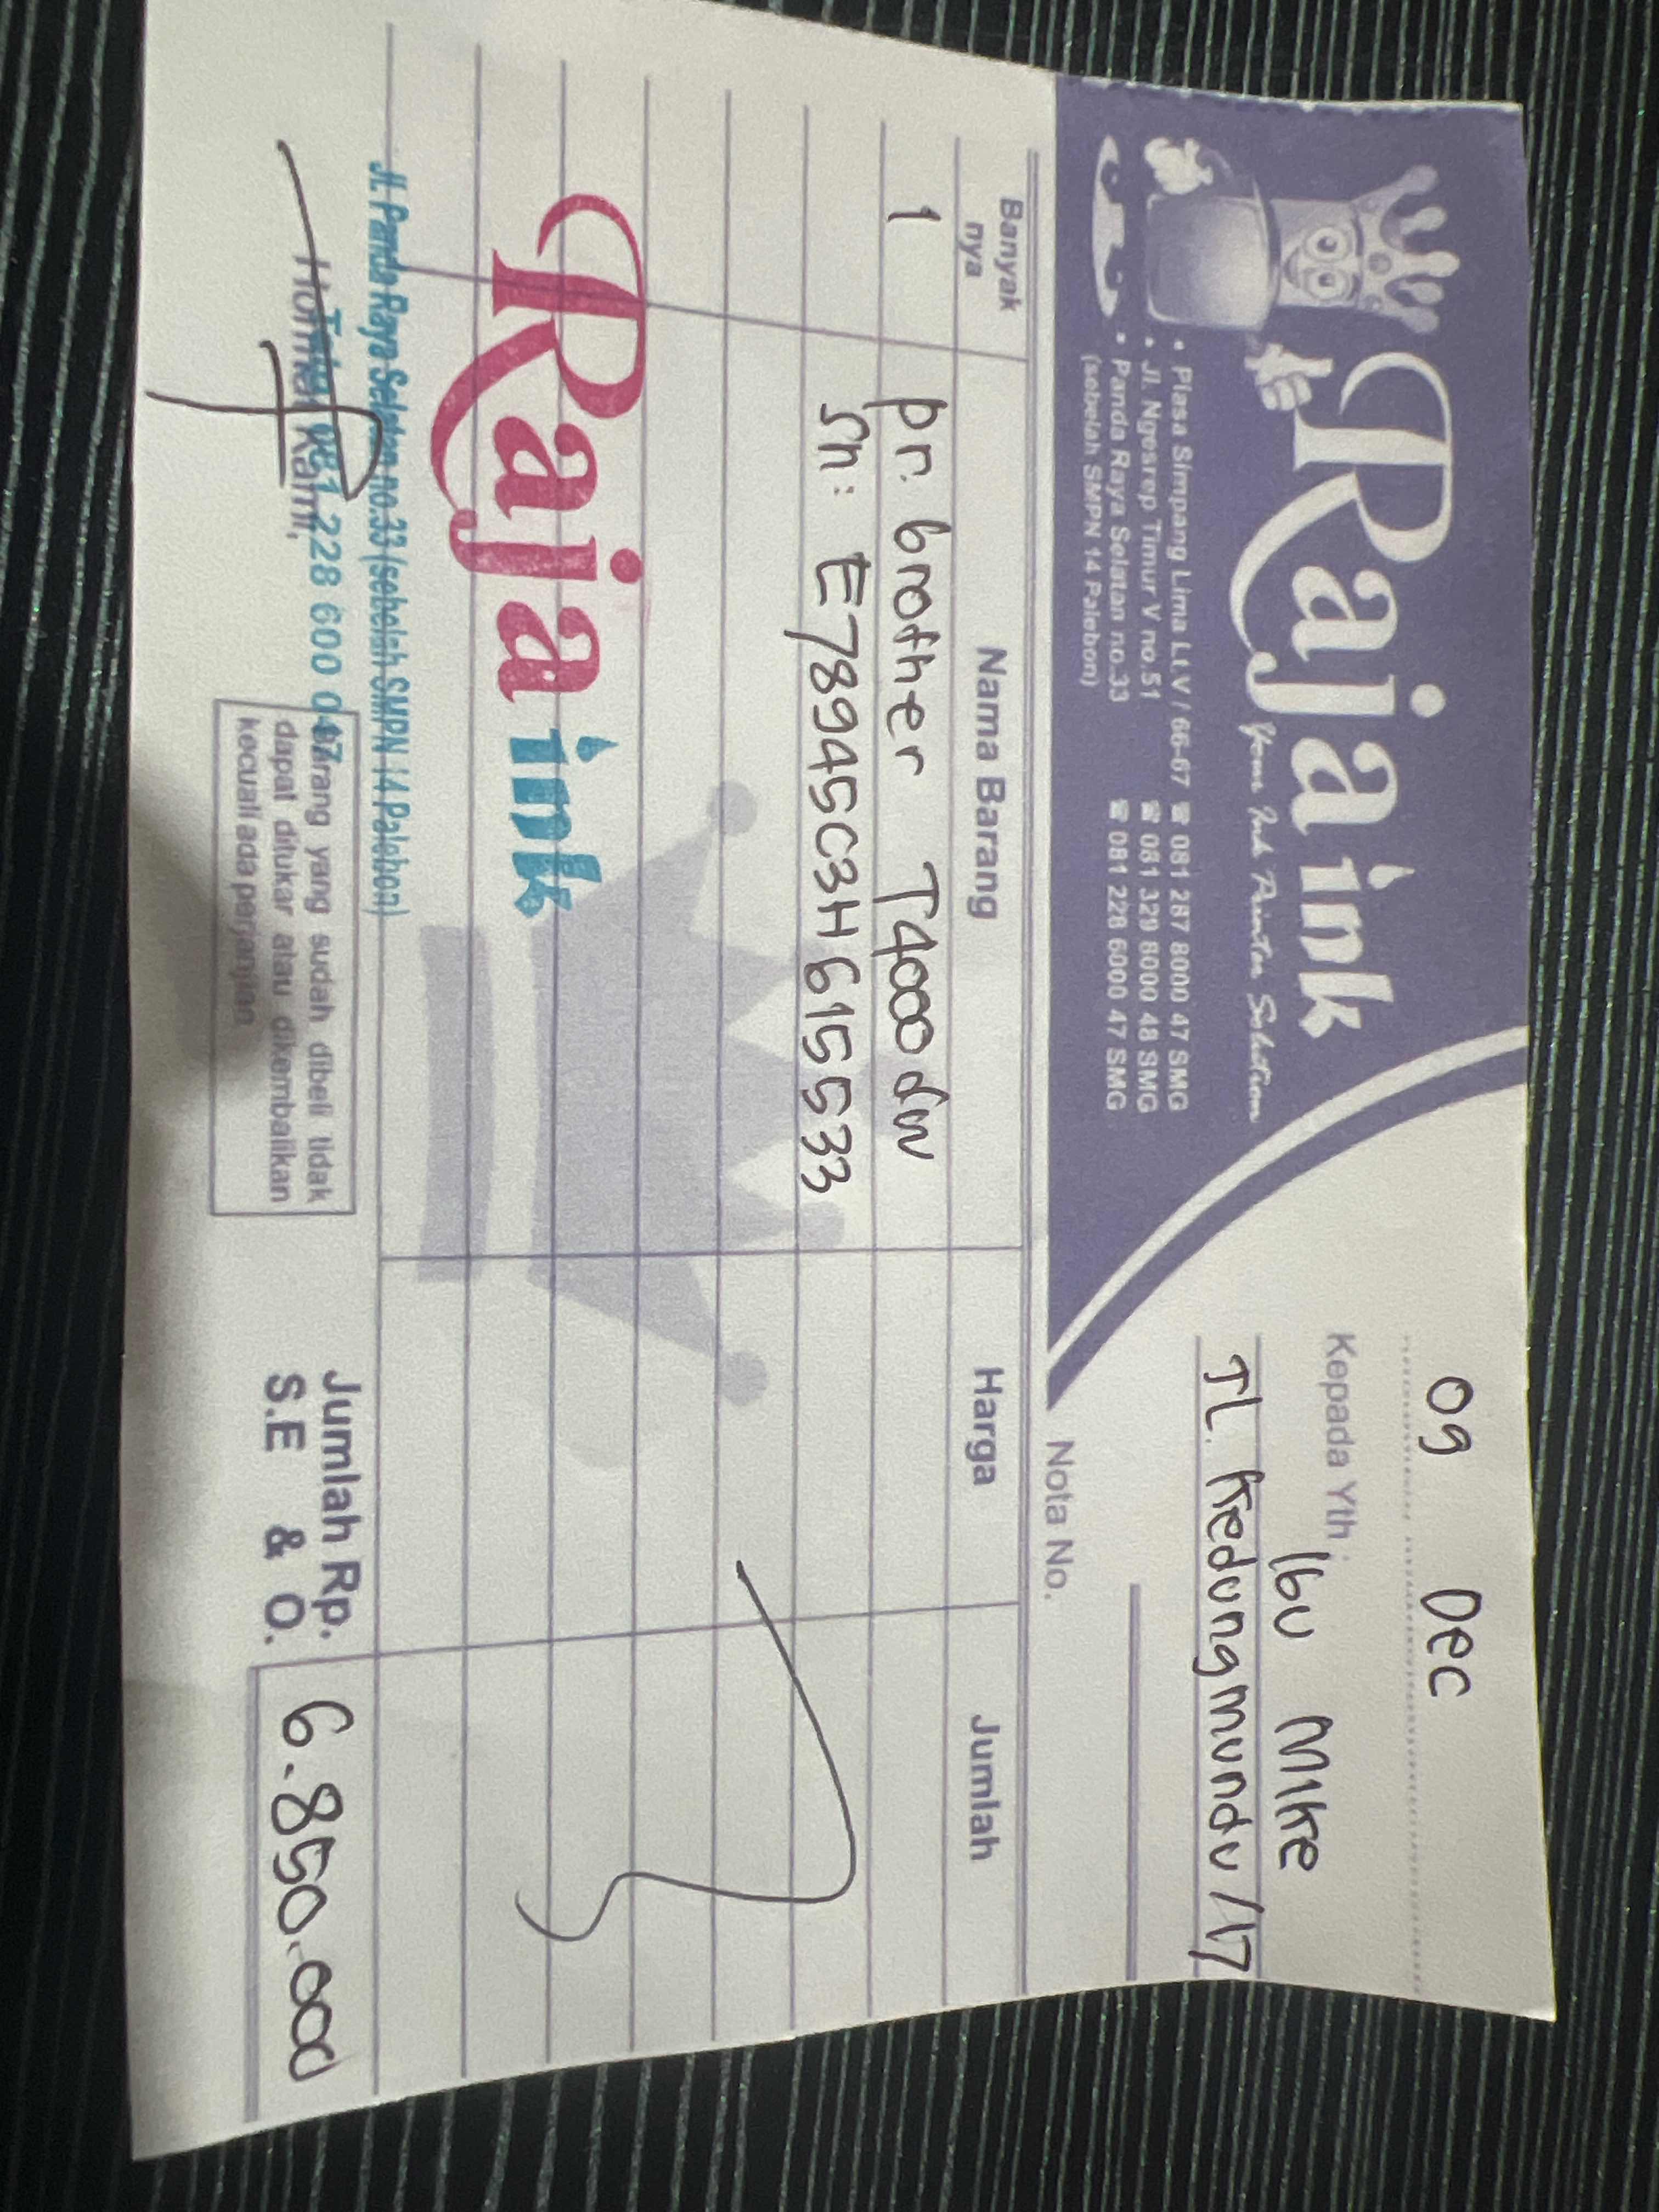 Raja ink
Your Ink Printer Solution
• Plasa Simpang Lima Lt.V / 66-67 ☎ 081 287 8000 47 SMG
• Jl. Ngesrep Timur V no.51 ☎ 081 329 8000 48 SMG
• Panda Raya Selatan no.33 ☎ 081 228 6000 47 SMG
(sebelah SMPN 14 Palebon)
09 Dec
Kepada Yth :
Ibu Mike
Jl. Kedungmundu /17
Nota No.
Banyak nya Nama Barang Harga Jumlah
1 pr. brother T4000dw
Sn: E78945C3H615533
Raja ink
Jl. Panda Raya Selatan no.33 (sebelah SMPN 14 Palebon)
Telp. 081 228 600 047
Hormat Kami,
Barang yang sudah dibeli tidak
dapat ditukar atau dikembalikan
kecuali ada perjanjian
Jumlah Rp. 6.850.000
S.E & O.